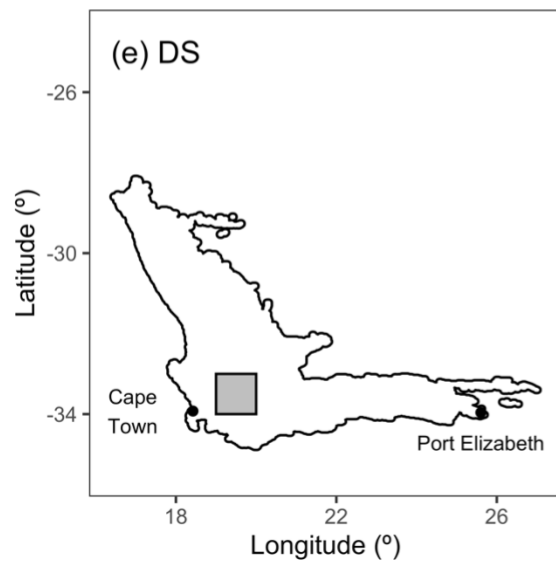 (e) DS
-26
-30
-34
Latitude (º)
Cape
Town
Port Elizabeth
18
22
26
Longitude (º)